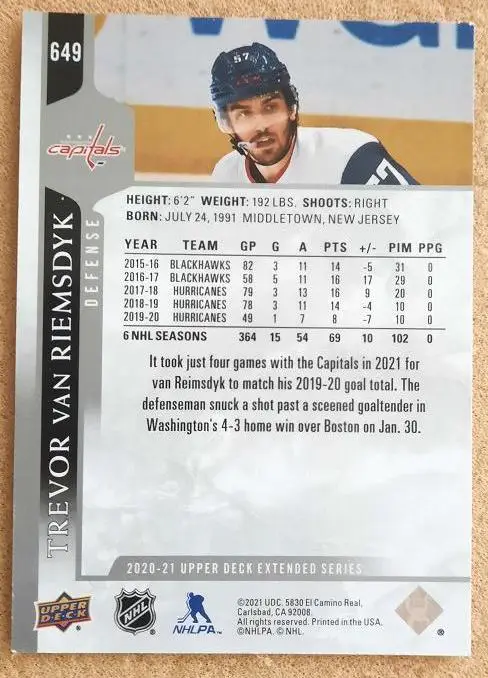 649
57
capitals
TREVOR VAN RIEMSDYK
DEFENSE
HEIGHT: 6'2" WEIGHT: 192 LBS. SHOOTS: RIGHT
BORN: JULY 24, 1991 MIDDLETOWN, NEW JERSEY
YEAR TEAM GP G A PTS +/- PIM PPG
2015-16 BLACKHAWKS 82 3 11 14 -5 31 0
2016-17 BLACKHAWKS 58 5 11 16 17 29 0
2017-18 HURRICANES 79 3 13 16 9 20 0
2018-19 HURRICANES 78 3 11 14 -4 10 0
2019-20 HURRICANES 49 1 7 8 -7 10 0
6 NHL SEASONS 364 15 54 69 10 102 0
It took just four games with the Capitals in 2021 for
van Reimsdyk to match his 2019-20 goal total. The
defenseman snuck a shot past a sceened goaltender in
Washington's 4-3 home win over Boston on Jan. 30.
2020-21 UPPER DECK EXTENDED SERIES
UPPER DECK
NHL
NHLPA
©2021 UDC. 5830 El Camino Real,
Carlsbad, CA 92008.
All rights reserved. Printed in the USA.
©NHLPA. © NHL.